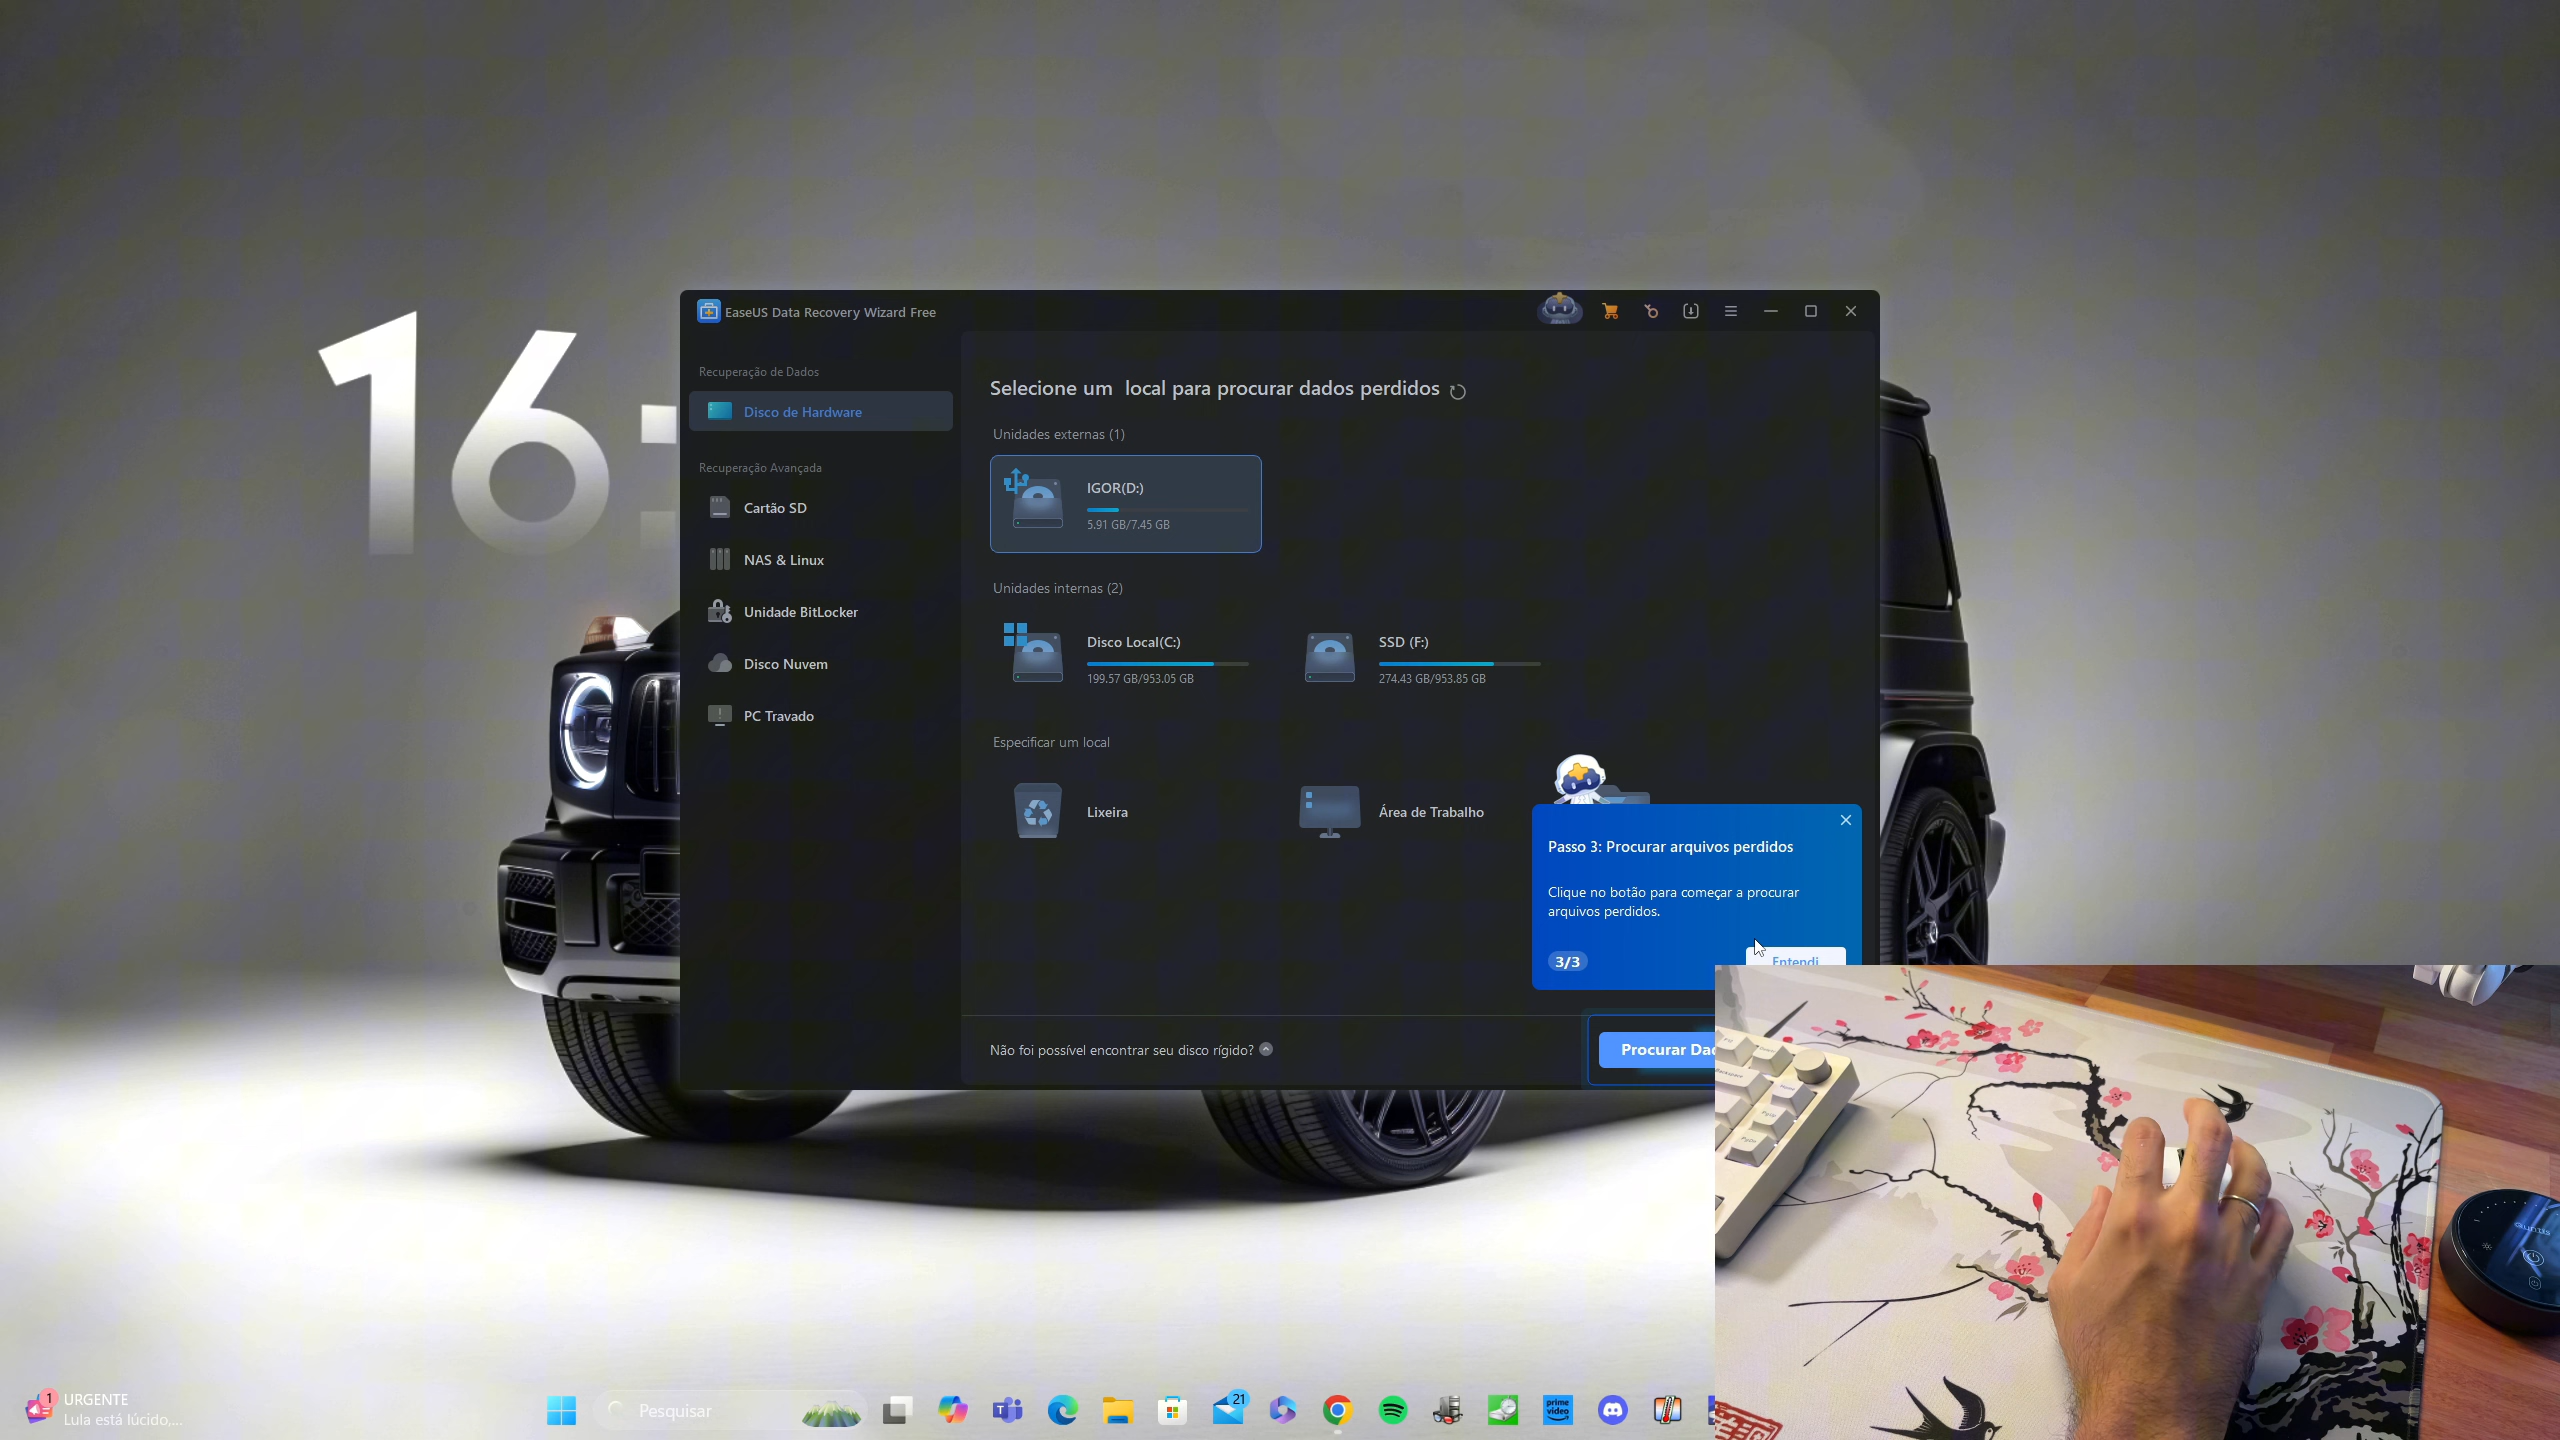 16:
EaseUS Data Recovery Wizard Free
Recuperação de Dados
Disco de Hardware
Recuperação Avançada
Cartão SD
NAS & Linux
Unidade BitLocker
Disco Nuvem
PC Travado
Selecione um local para procurar dados perdidos
Unidades externas (1)
IGOR(D:)
5.91 GB/7.45 GB
Unidades internas (2)
Disco Local(C:)
199.57 GB/953.05 GB
SSD (F:)
274.43 GB/953.85 GB
Especificar um local
Lixeira
Área de Trabalho
Passo 3: Procurar arquivos perdidos
Clique no botão para começar a procurar
arquivos perdidos.
3/3
Entendi
Não foi possível encontrar seu disco rígido?
Procurar Da
1
URGENTE
Lula está lúcido,...
Pesquisar
21
prime video